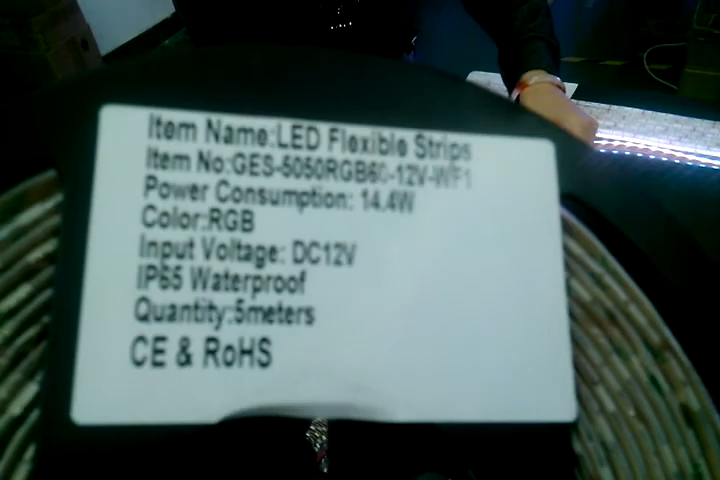 Item Name:LED Flexible Strips
Item No:GES-5050RGB60-12V-WF1
Power Consumption: 14.4W
Color:RGB
Input Voltage: DC12V
IP65 Waterproof
Quantity:5meters
CE & RoHS